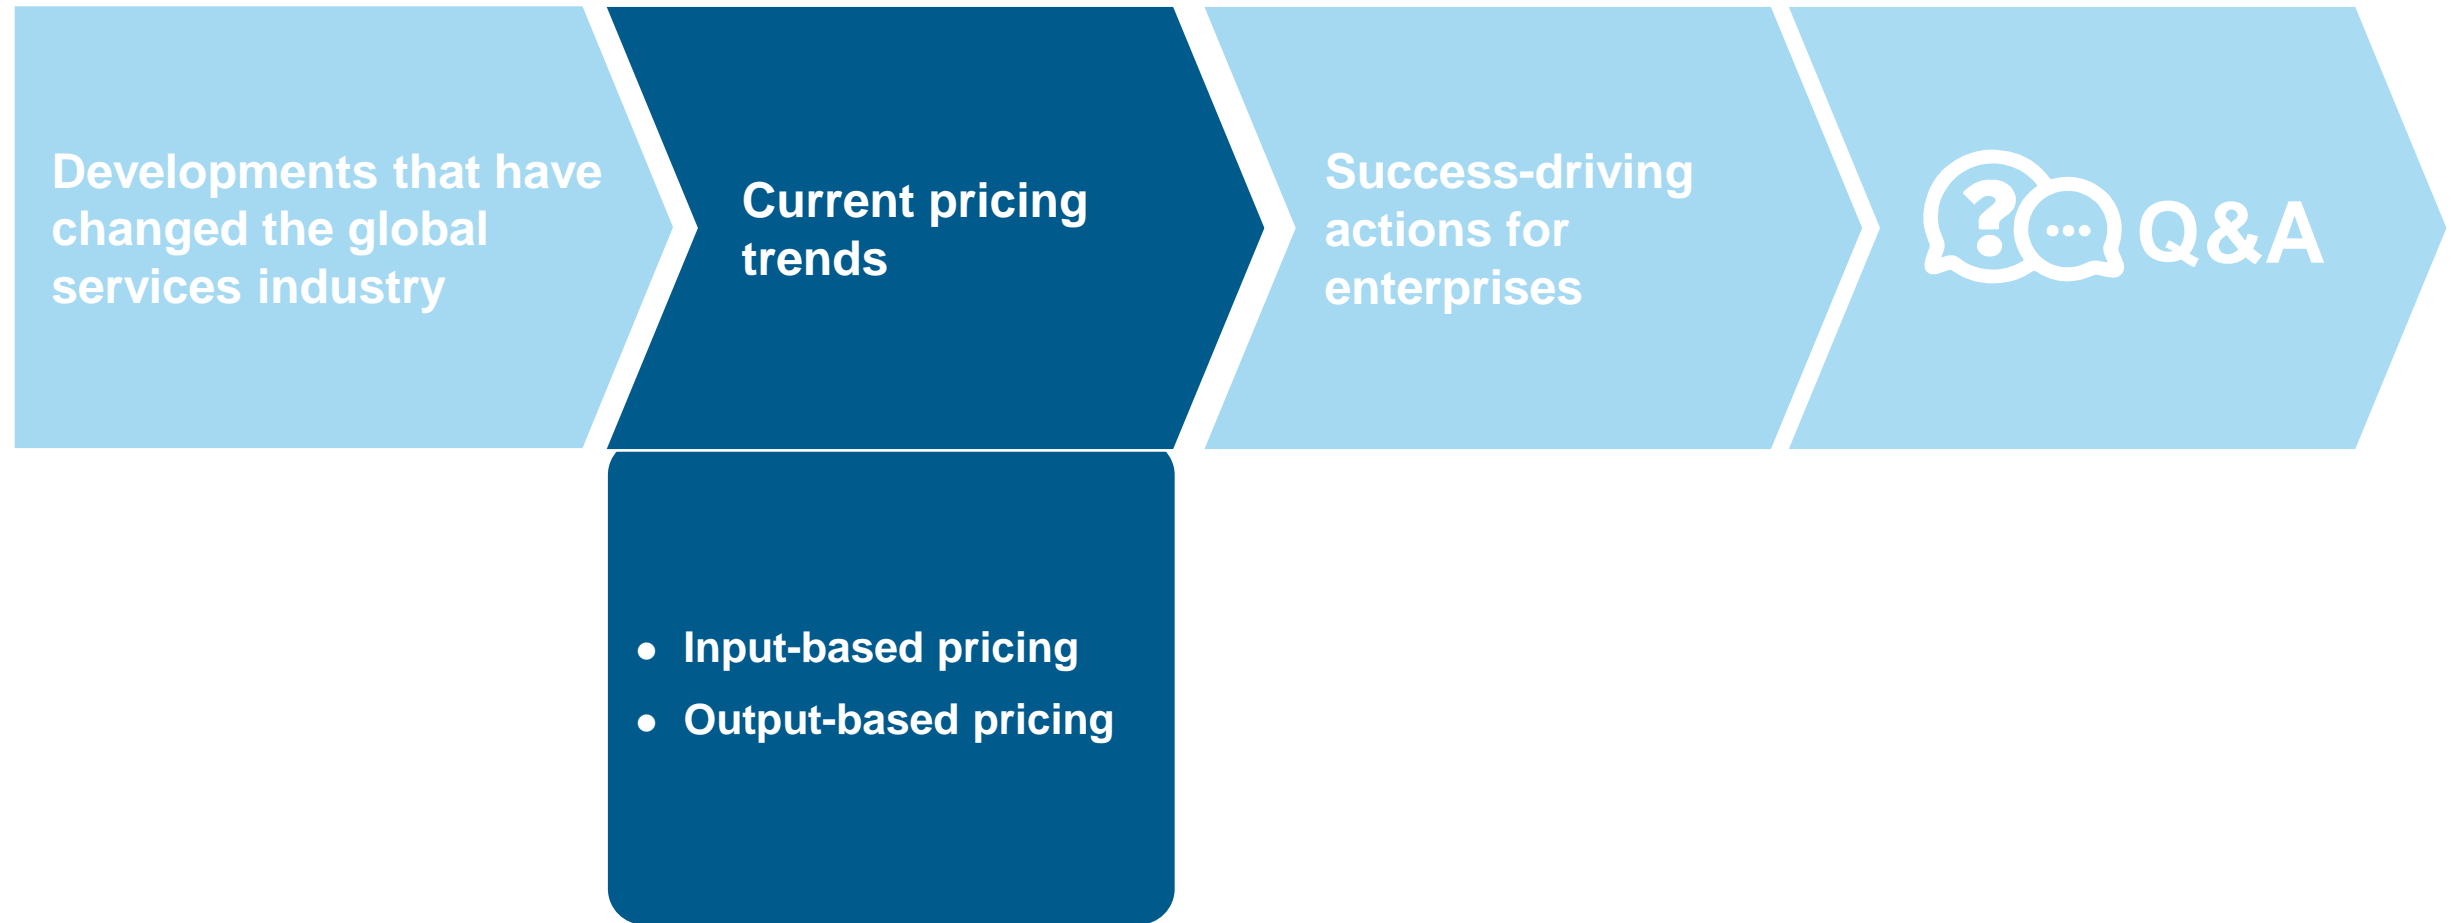 Developments that have
changed the global
services industry
Current pricing
trends
● Input-based pricing
● Output-based pricing
Success-driving
actions for
enterprises
? ... Q&A